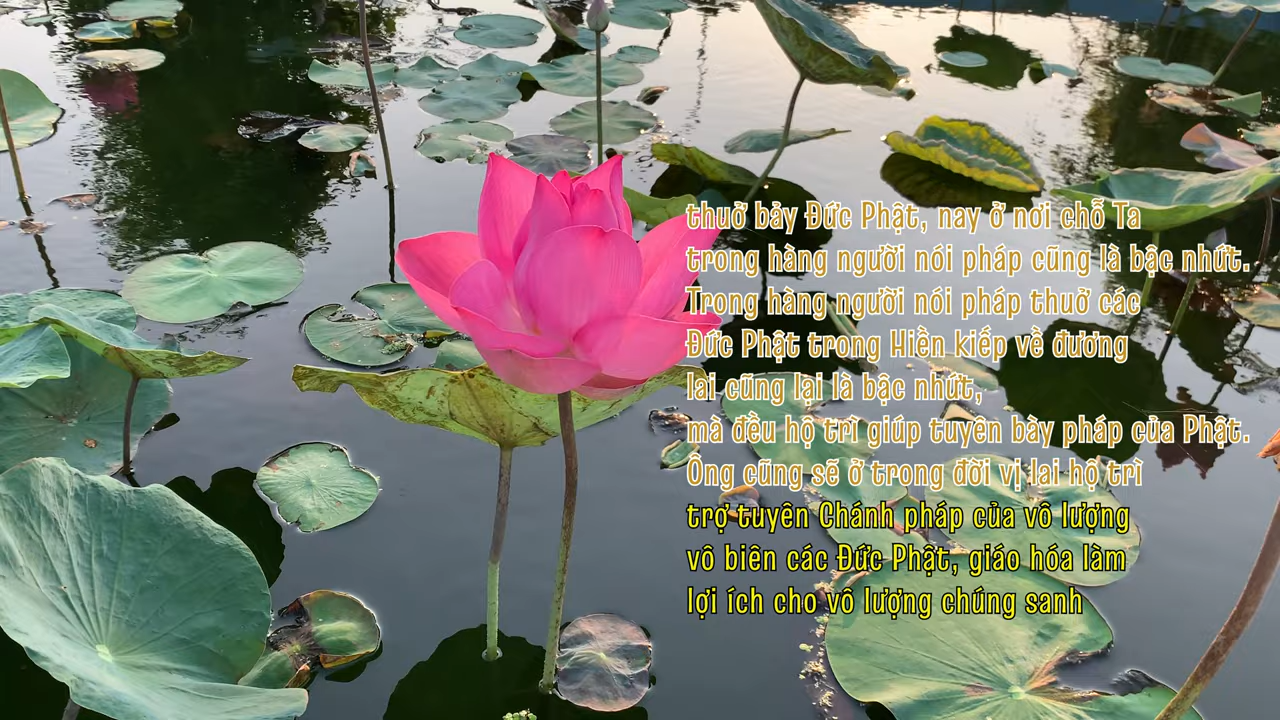 thuở bảy Đức Phật, nay ở nơi chỗ Ta
trong hàng người nói pháp cũng là bậc nhứt.
Trong hàng người nói pháp thuở các
Đức Phật trong Hiền kiếp về đương
lai cũng lại là bậc nhứt,
mà đều hộ trì giúp tuyên bày pháp của Phật.
Ông cũng sẽ ở trong đời vị lai hộ trì
trợ tuyên Chánh pháp của vô lượng
vô biên các Đức Phật, giáo hóa làm
lợi ích cho vô lượng chúng sanh